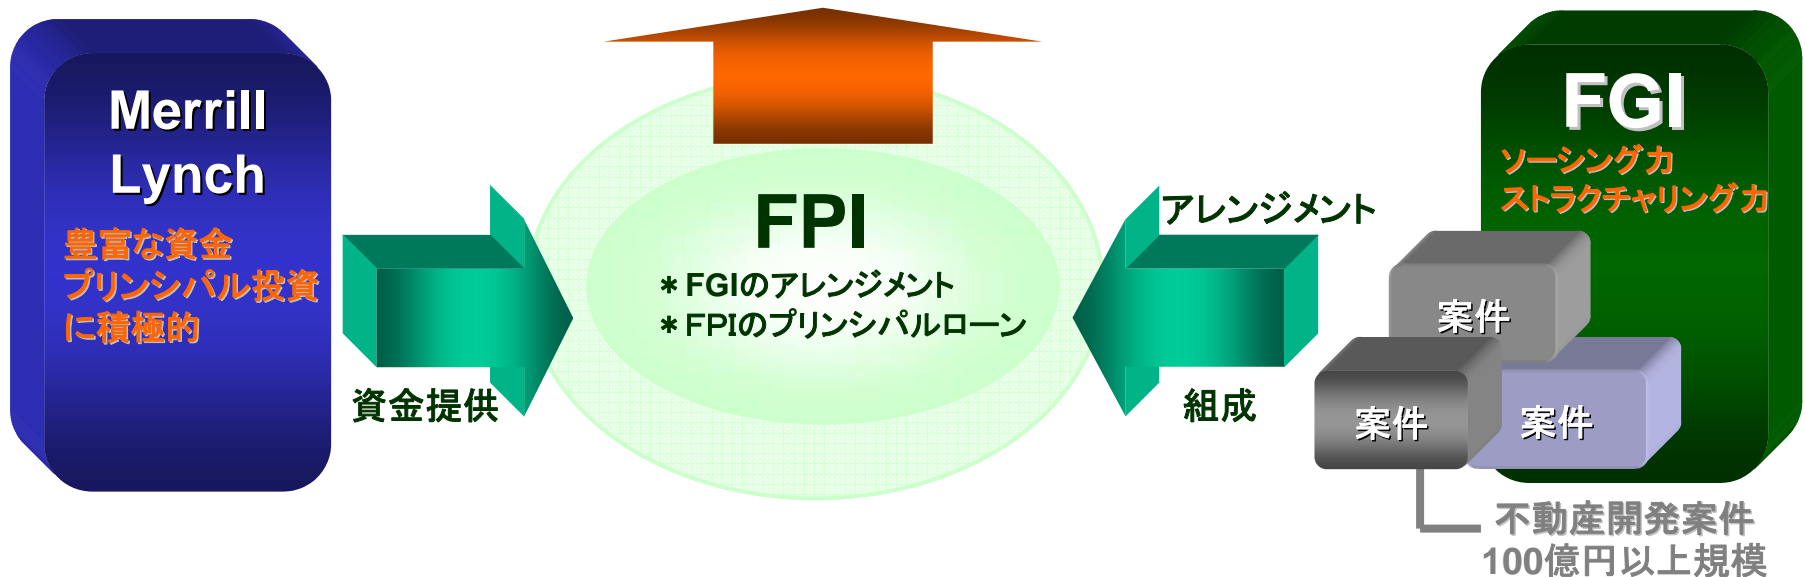 Merrill
Lynch
豊富な資金
プリンシパル投資
に積極的
資金提供
FPI
＊FGIのアレンジメント
＊FPIのプリンシパルローン
アレンジメント
組成
FGI
ソーシング力
ストラクチャリング力
案件
案件
案件
不動産開発案件
100億円以上規模